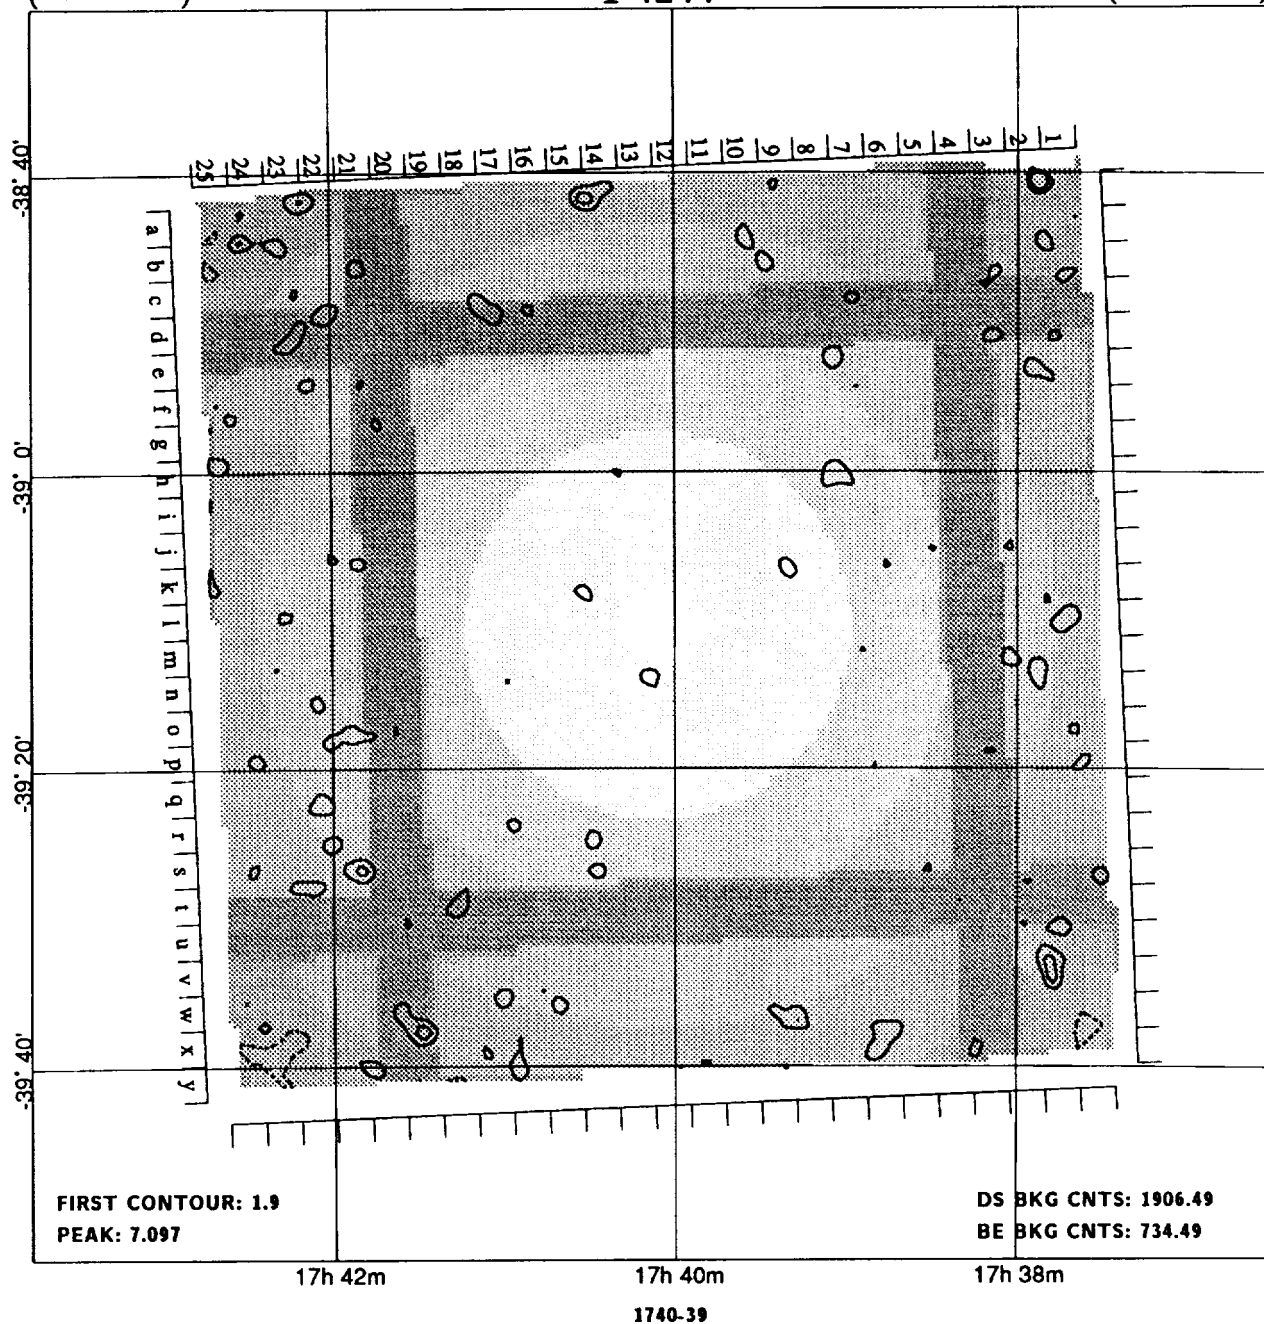 25 24 23 22 21 20 19 18 17 16 15 14 13 12 11 10 9 8 7 6 5 4 3 2 1
-38° 40'
a
b
c
d
e
f
g
-39° 0'
h
i
j
k
l
m
n
o
-39° 20'
p
q
r
s
t
u
v
w
x
-39° 40'
y
FIRST CONTOUR: 1.9
DS BKG CNTS: 1906.49
PEAK: 7.097
BE BKG CNTS: 734.49
17h 42m 17h 40m 17h 38m
1740-39